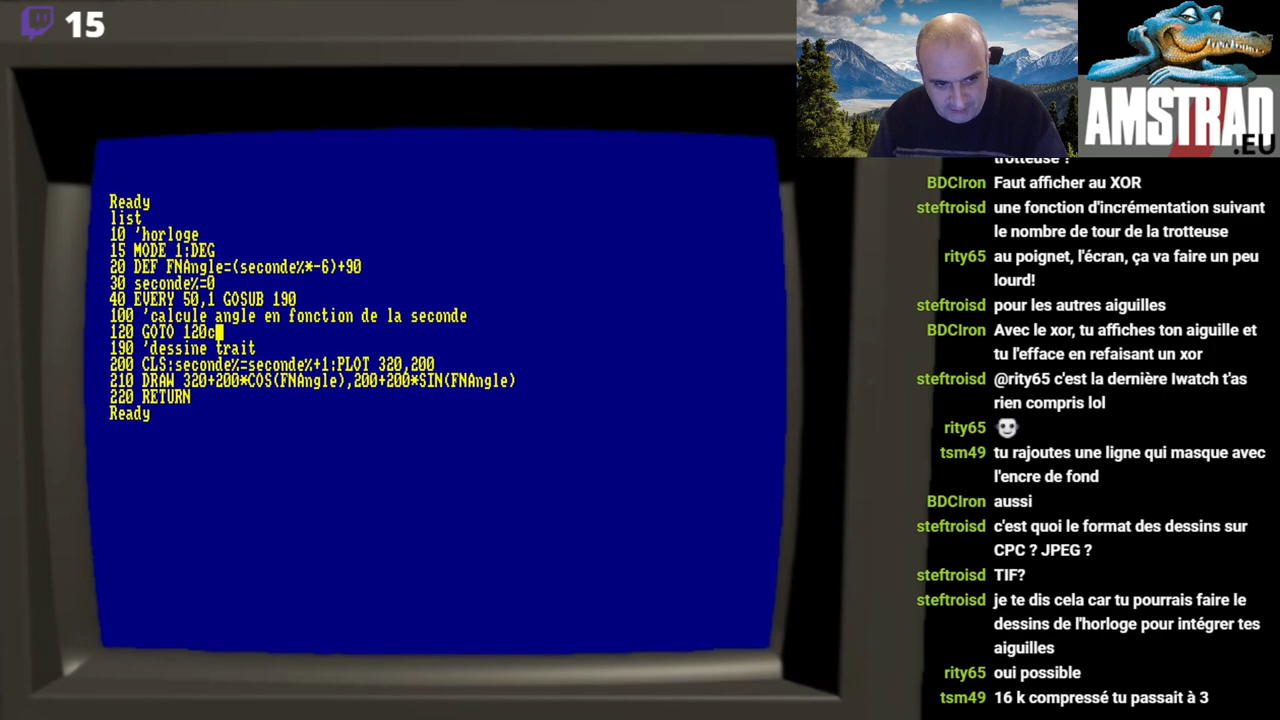 15
Ready
list
10 'horloge
15 MODE 1:DEG
20 DEF FNAngle=(seconde%*-6)+90
30 seconde%=0
40 EVERY 50,1 GOSUB 190
100 'calcule angle en fonction de la seconde
120 GOTO 120c
190 'dessine trait
200 CLS:seconde%=seconde%+1:PLOT 320,200
210 DRAW 320+200*COS(FNAngle),200+200*SIN(FNAngle)
220 RETURN
Ready
AMSTRAD
.EU
trotteuse ?
BDCIron Faut afficher au XOR
steftroisd une fonction d'incrémentation suivant
le nombre de tour de la trotteuse
rity65 au poignet, l'écran, ça va faire un peu
lourd!
steftroisd pour les autres aiguilles
BDCIron Avec le xor, tu affiches ton aiguille et
tu l'efface en refaisant un xor
steftroisd @rity65 c'est la dernière Iwatch t'as
rien compris lol
rity65
tsm49 tu rajoutes une ligne qui masque avec
l'encre de fond
BDCIron aussi
steftroisd c'est quoi le format des dessins sur
CPC ? JPEG ?
steftroisd TIF?
steftroisd je te dis cela car tu pourrais faire le
dessins de l'horloge pour intégrer tes
aiguilles
rity65 oui possible
tsm49 16 k compressé tu passait à 3